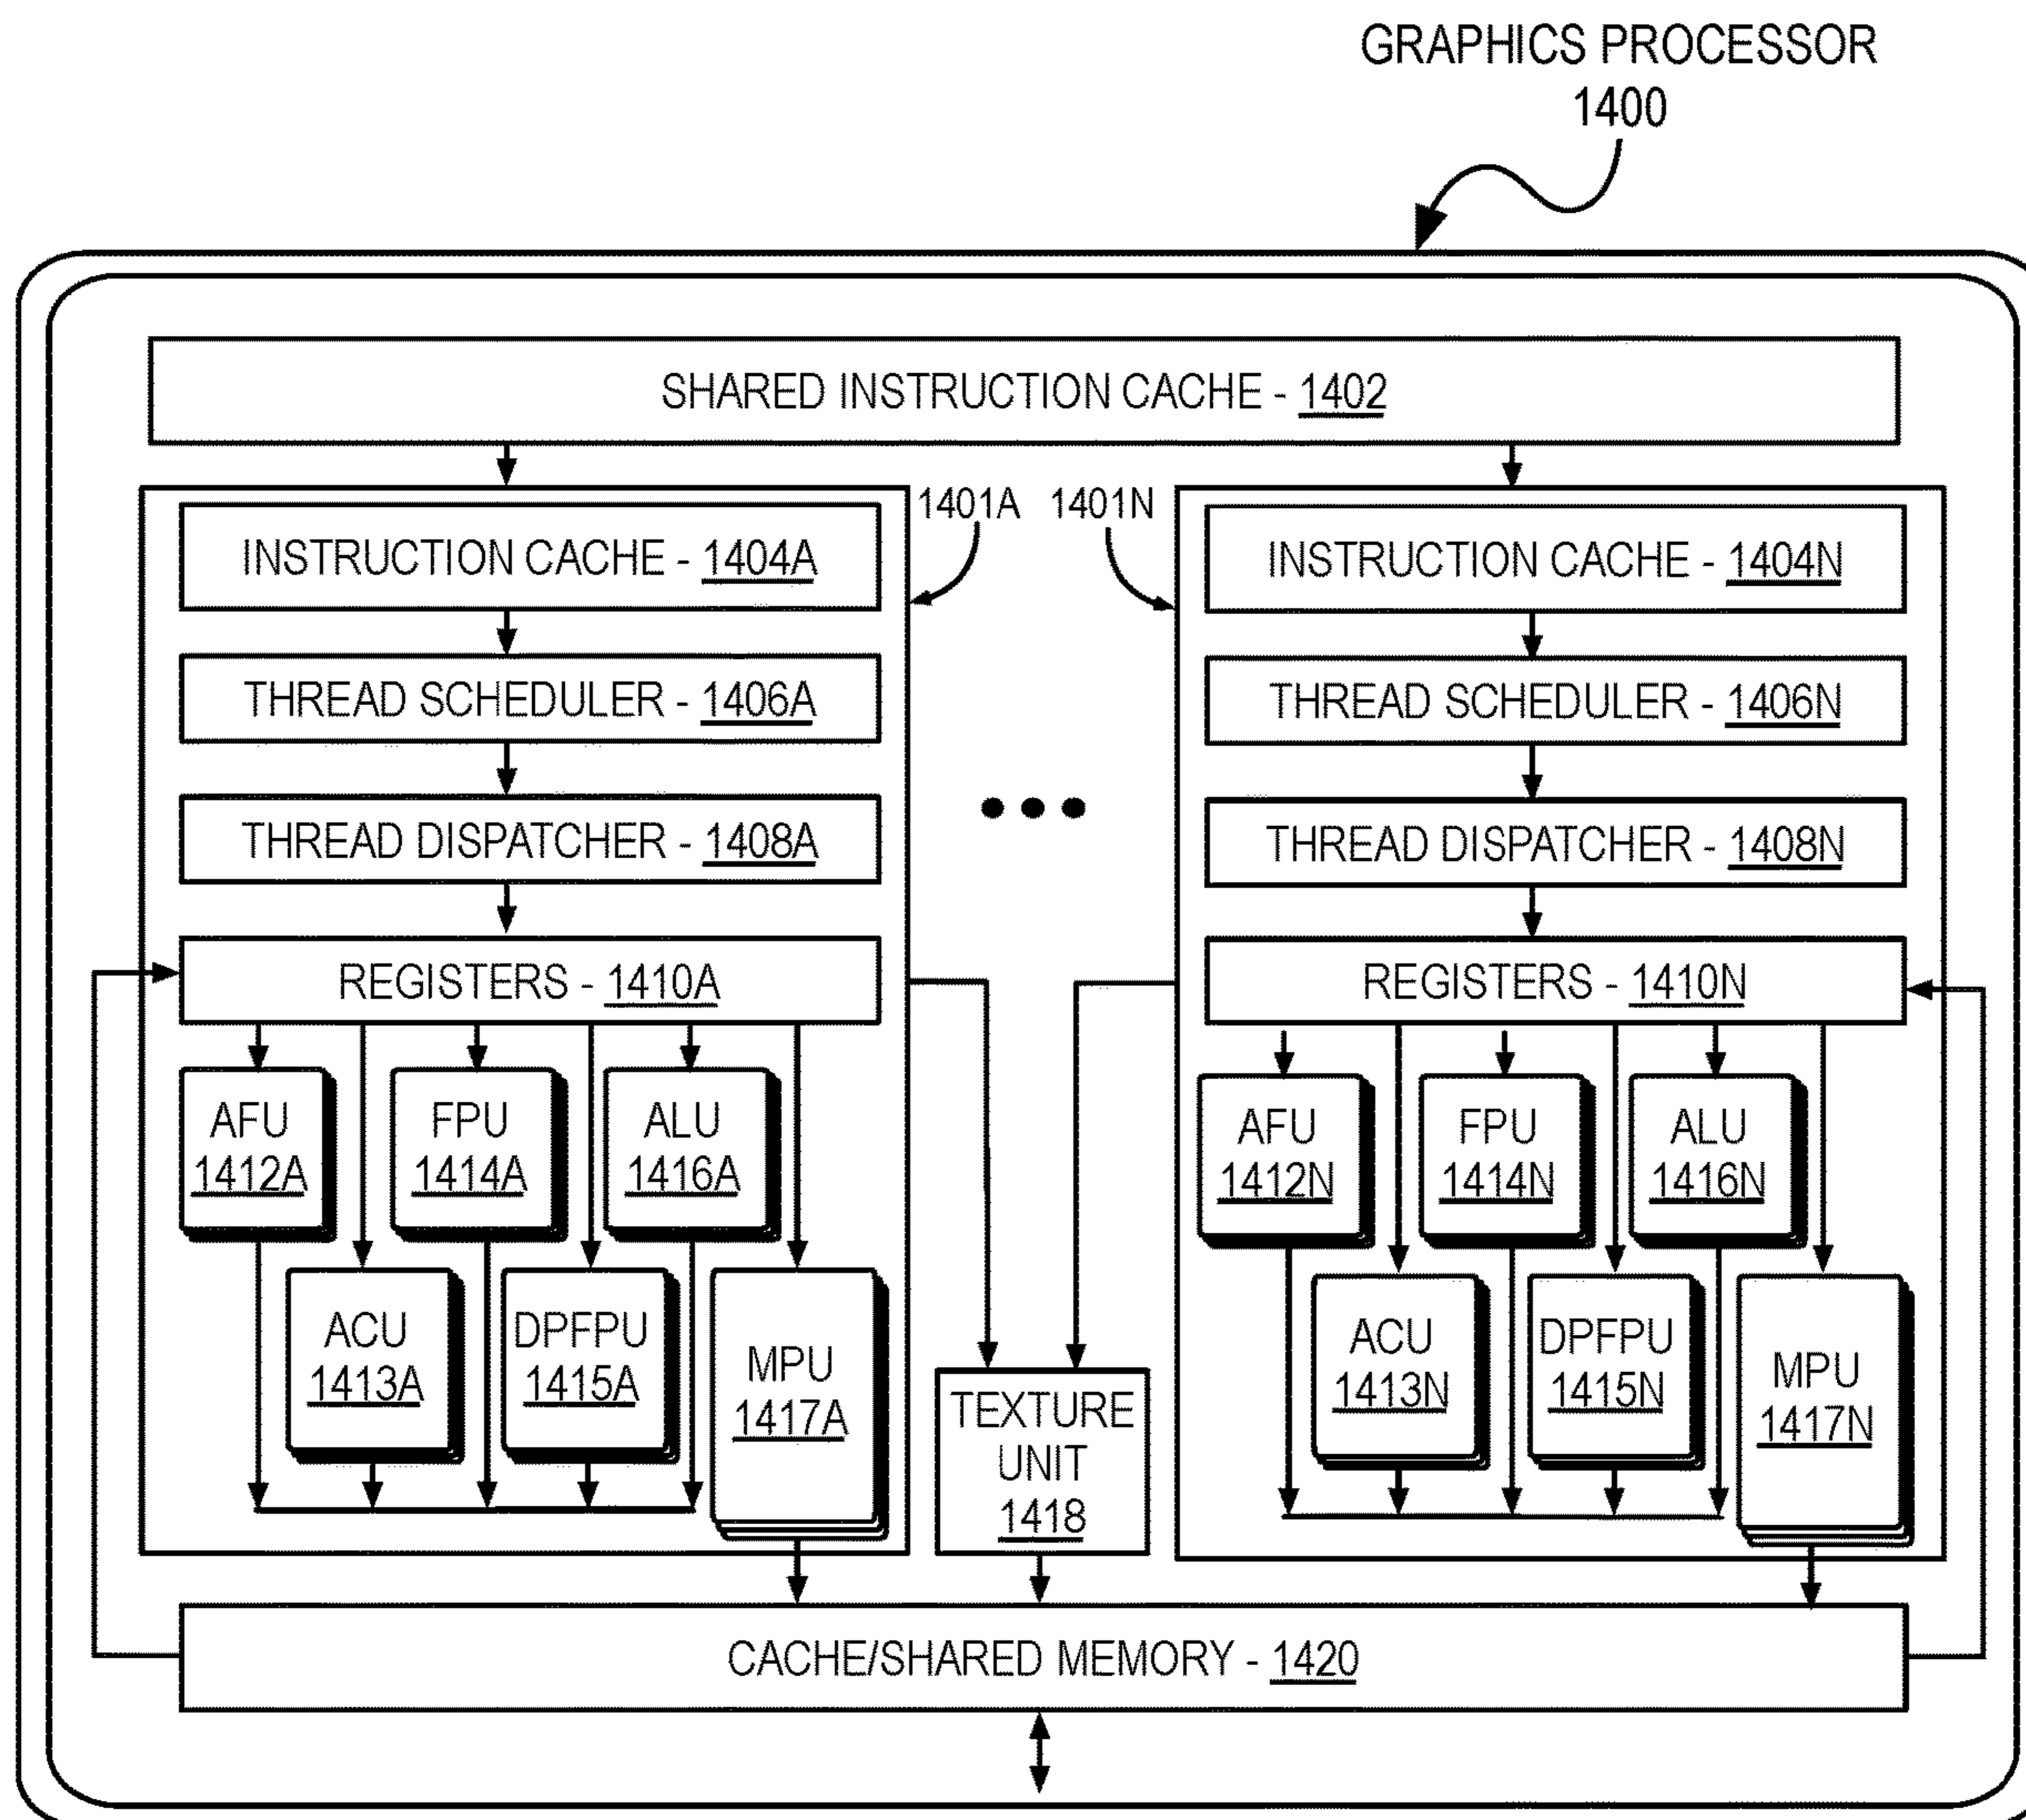 GRAPHICS PROCESSOR
1400
SHARED INSTRUCTION CACHE - 1402
1401A
1401N
INSTRUCTION CACHE - 1404A
THREAD SCHEDULER - 1406A
THREAD DISPATCHER - 1408A
REGISTERS - 1410A
AFU
1412A
FPU
1414A
ALU
1416A
ACU
1413A
DPFPU
1415A
MPU
1417A
TEXTURE
UNIT
1418
INSTRUCTION CACHE - 1404N
THREAD SCHEDULER - 1406N
THREAD DISPATCHER - 1408N
REGISTERS - 1410N
AFU
1412N
FPU
1414N
ALU
1416N
ACU
1413N
DPFPU
1415N
MPU
1417N
CACHE/SHARED MEMORY - 1420